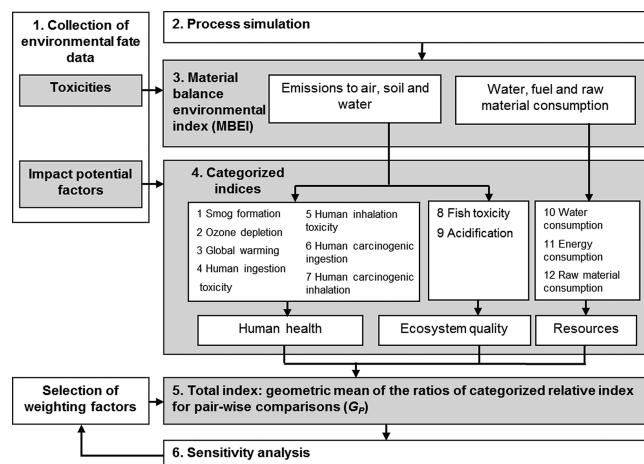 1. Collection of
environmental fate
data
Toxicities
Impact potential
factors
2. Process simulation
3. Material
balance
environmental
index (MBEI)
Emissions to air, soil and
water
Water, fuel and raw
material consumption
4. Categorized
indices
1 Smog formation
2 Ozone depletion
3 Global warming
4 Human ingestion
toxicity
5 Human inhalation
toxicity
6 Human carcinogenic
ingestion
7 Human carcinogenic
inhalation
8 Fish toxicity
9 Acidification
10 Water
consumption
11 Energy
consumption
12 Raw material
consumption
Human health
Ecosystem quality
Resources
Selection of
weighting factors
5. Total index: geometric mean of the ratios of categorized relative index
for pair-wise comparisons (GP)
6. Sensitivity analysis